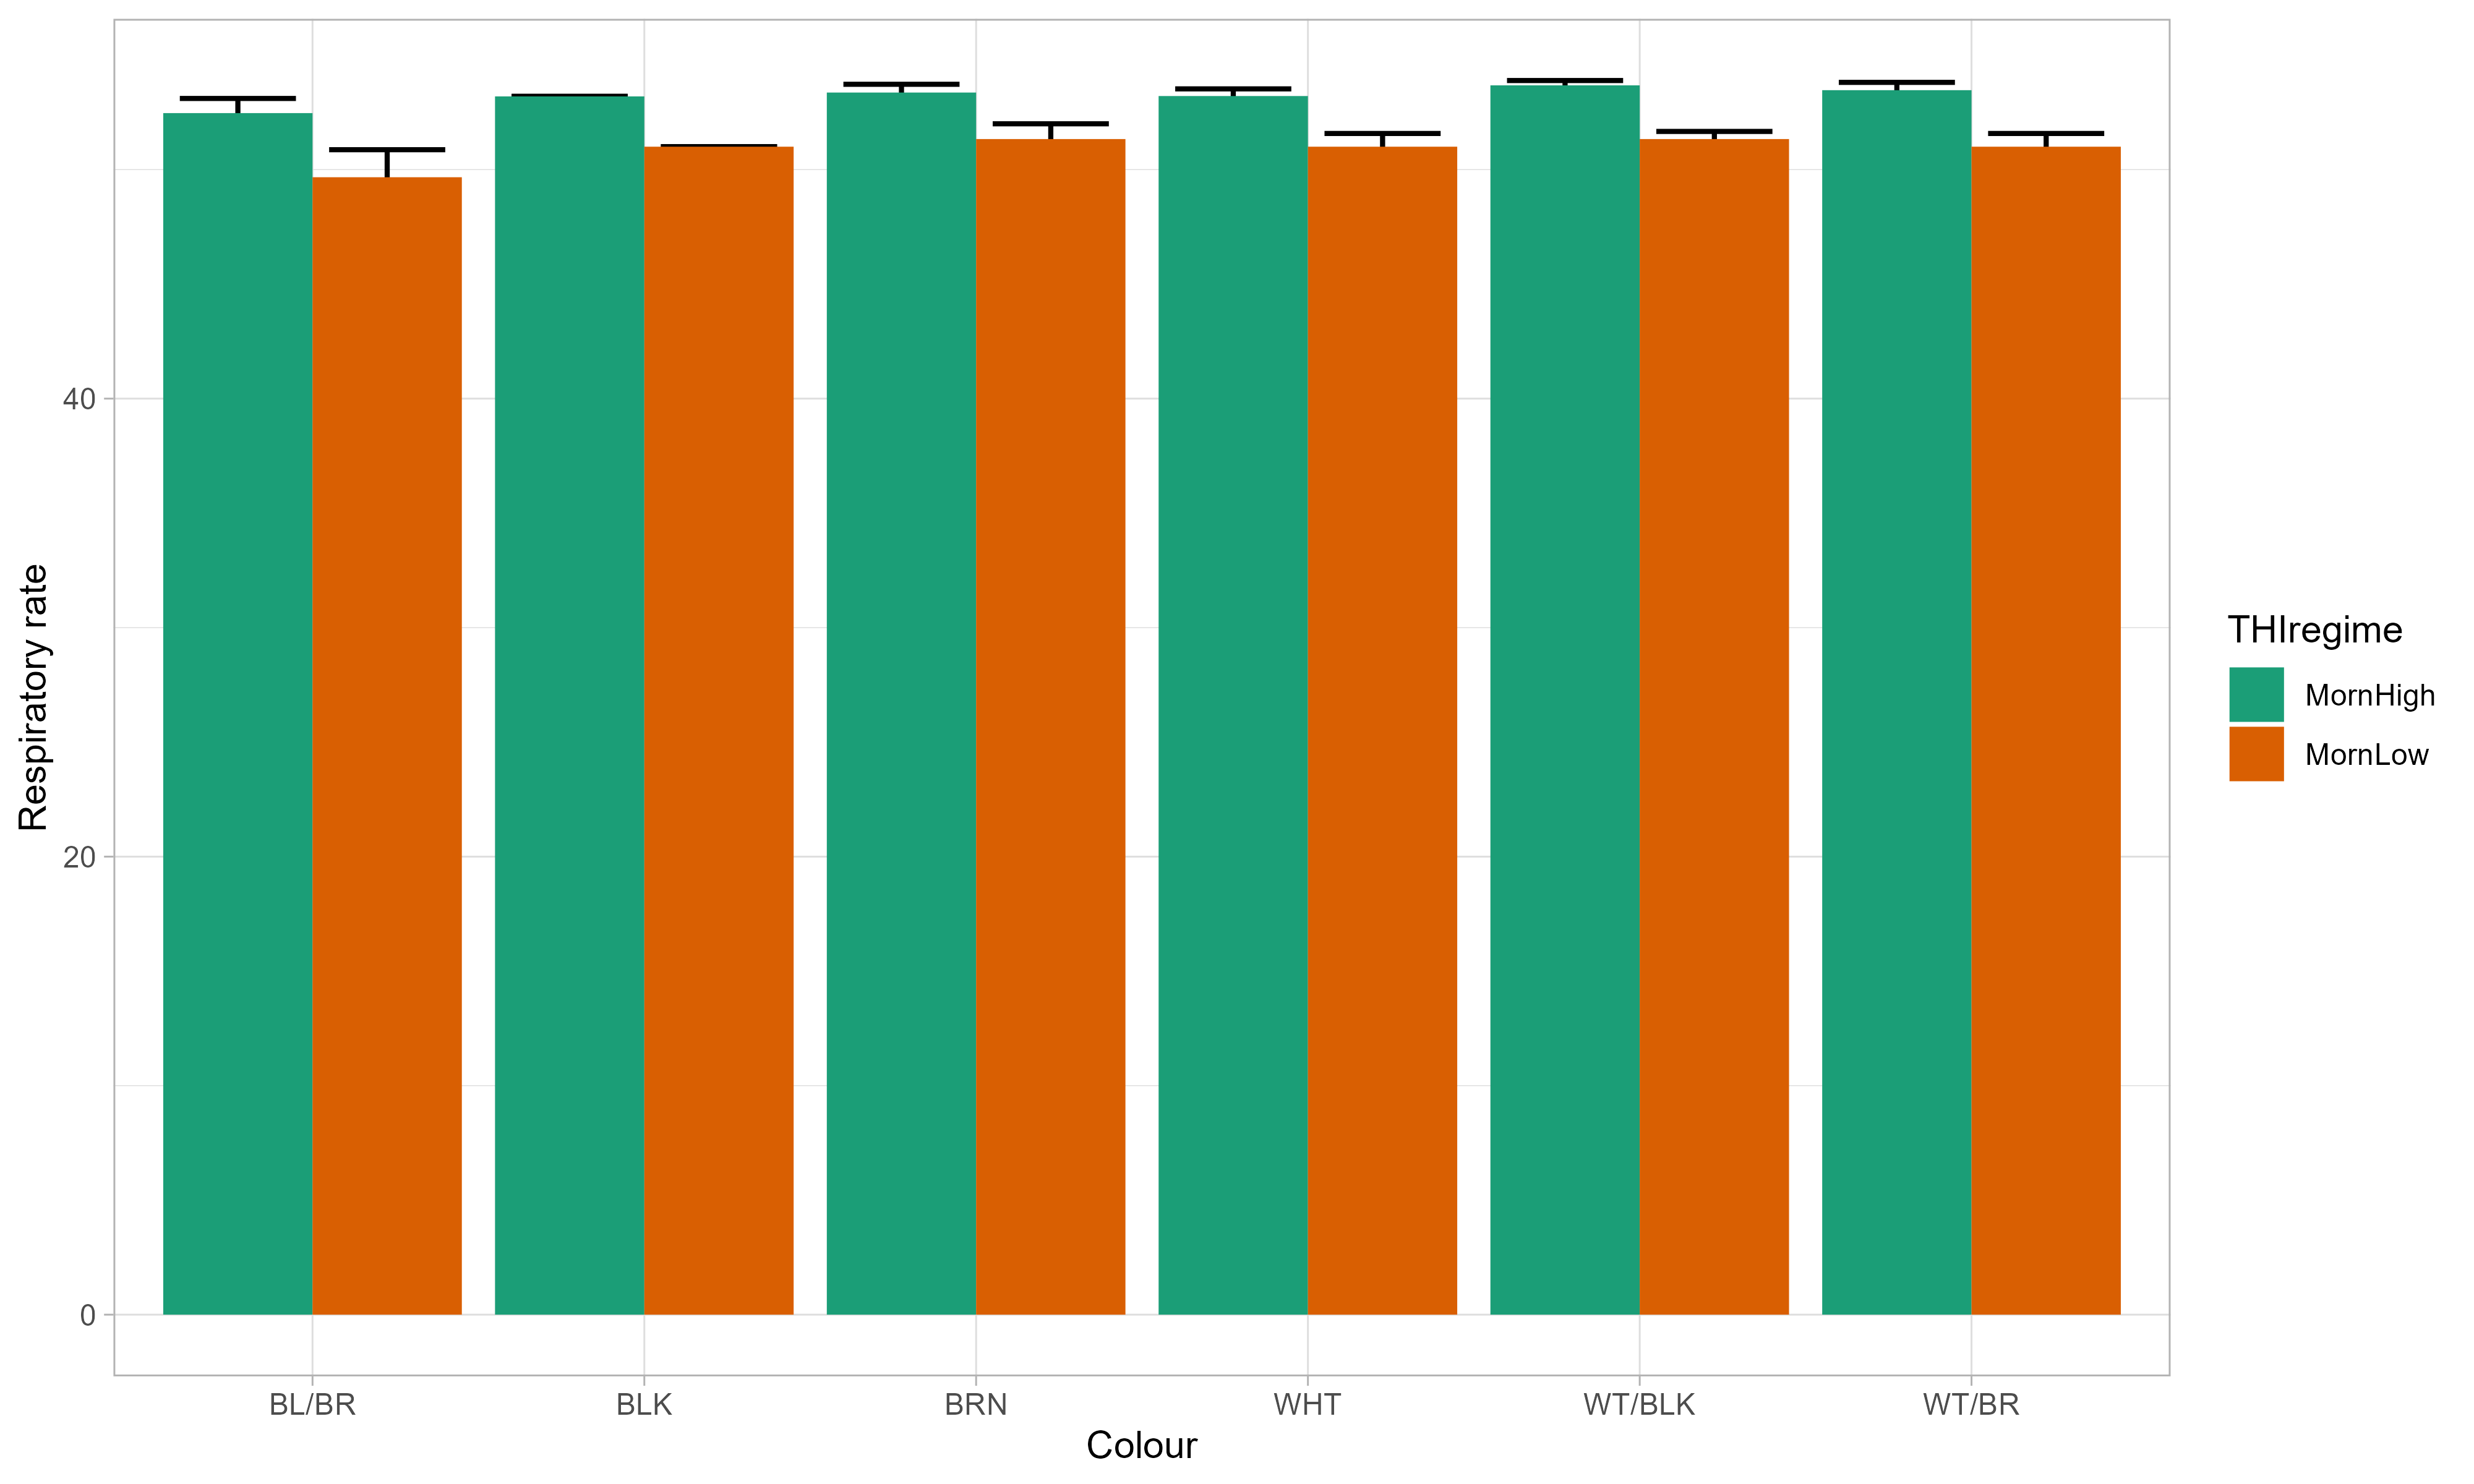 Respiratory rate
40
20
0
BL/BR
BLK
BRN
WHT
WT/BLK
WT/BR
Colour
THIregime
MornHigh
MornLow